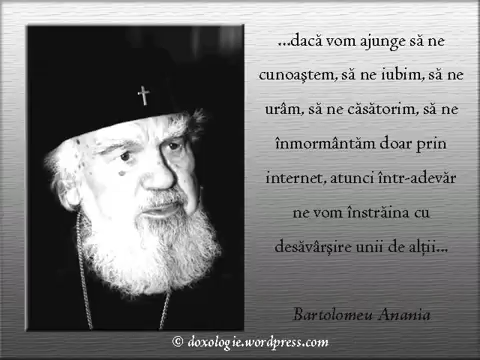 ...dacă vom ajunge să ne
cunoaştem, să ne iubim, să ne
urâm, să ne căsătorim, să ne
înmormântăm doar prin
internet, atunci într-adevăr
ne vom înstrăina cu
desăvârşire unii de alţii...
Bartolomeu Anania
© doxologie.wordpress.com